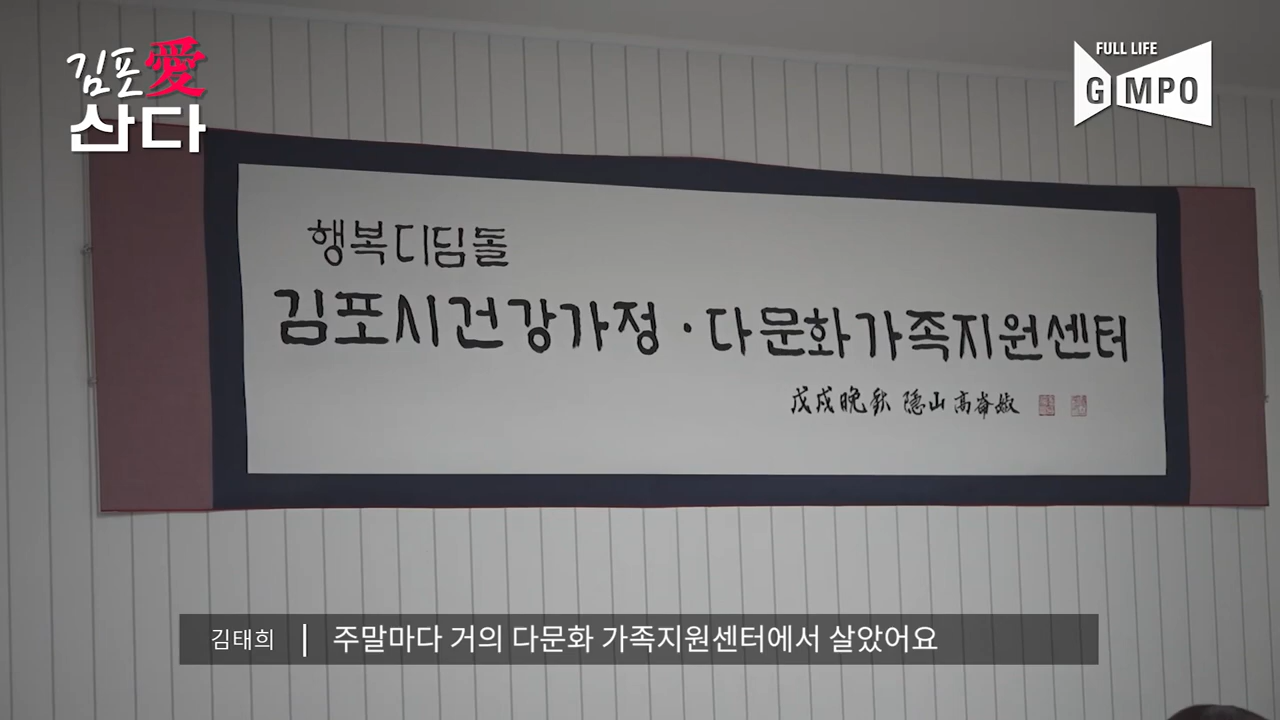 김포愛
산다
FULL LIFE
GIMPO
행복디딤돌
김포시건강가정·다문화가족지원센터
戊戌晩秋 隱山 高
김태희 | 주말마다 거의 다문화 가족지원센터에서 살았어요